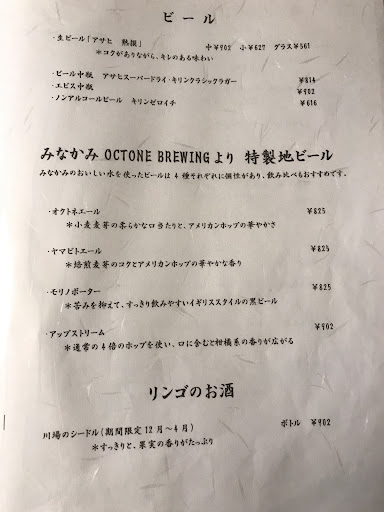 ビール
・生ビール「アサヒ 熟撰」 中¥902 小¥627 グラス¥561
＊コクがありながら、キレのある味わい
・ビール中瓶 アサヒスーパードライ・キリンクラシックラガー ¥814
・エビス中瓶 ¥902
・ノンアルコールビール キリンゼロイチ ¥616
みなかみ OCTONE BREWING より 特製地ビール
みなかみのおいしい水を使ったビールは 4 種それぞれに個性があり、飲み比べもおすすめです。
・オクトネエール ¥825
＊小麦麦芽の柔らかな口当たりと、アメリカンホップの華やかさ
・ヤマビトエール ¥825
＊焙煎麦芽のコクとアメリカンホップの華やかな香り
・モリノポーター ¥825
＊苦みを抑えて、すっきり飲みやすいイギリススタイルの黒ビール
・アップストリーム ¥902
＊通常の 4 倍のホップを使い、口に含むと柑橘系の香りが広がる
リンゴのお酒
川場のシードル(期間限定 12 月～4 月) ボトル ¥902
＊すっきりと、果実の香りがたっぷり